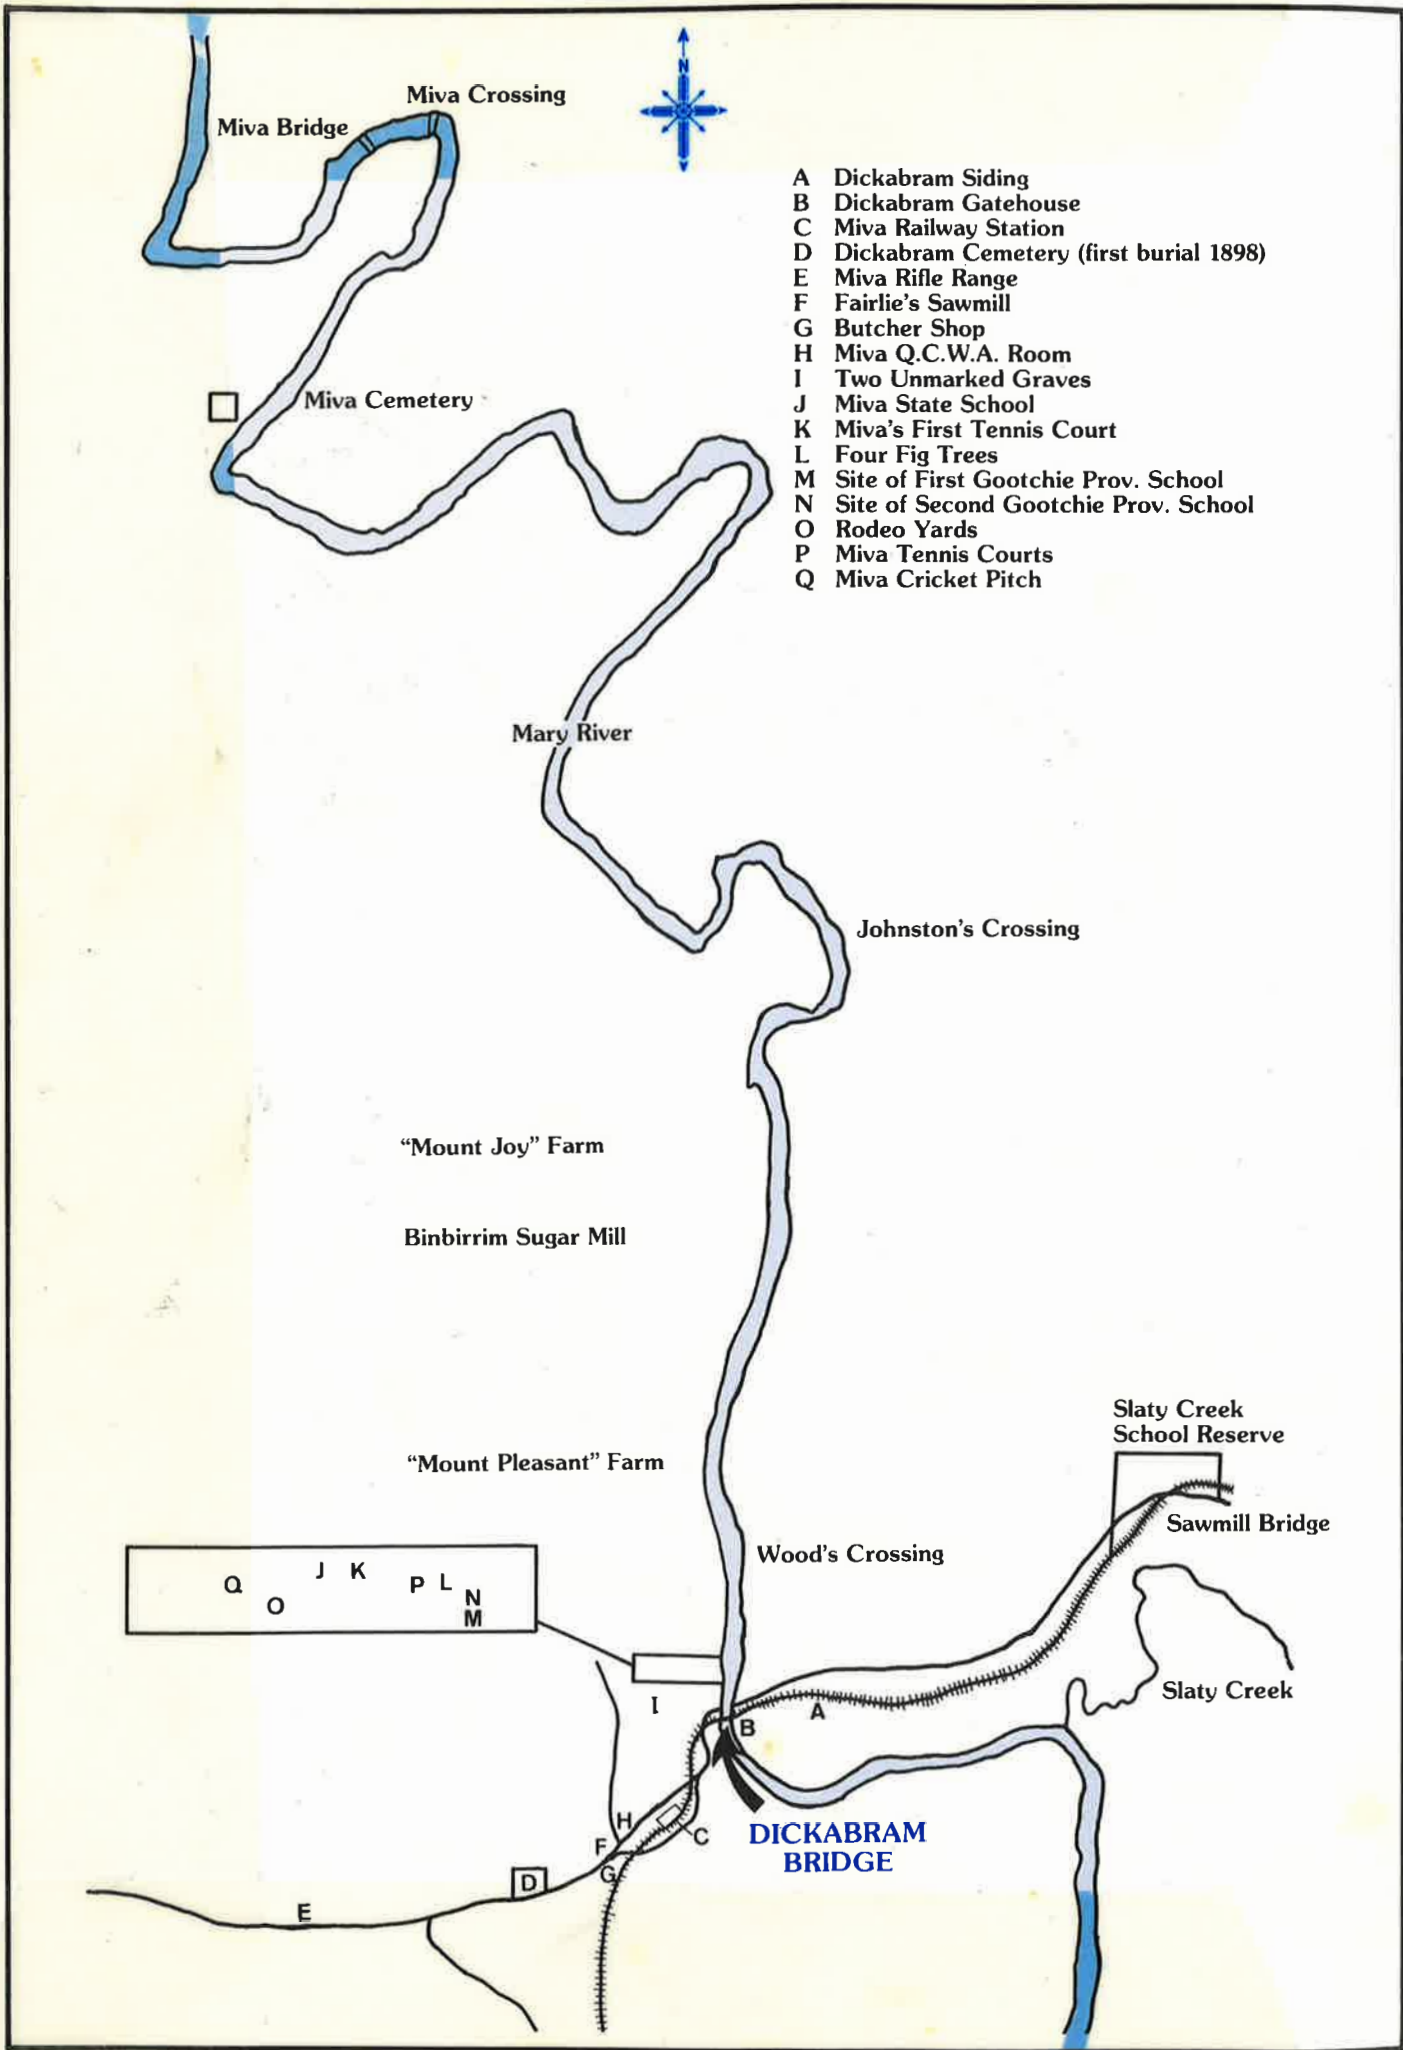 N
Miva Crossing
Miva Bridge
A Dickabram Siding
B Dickabram Gatehouse
C Miva Railway Station
D Dickabram Cemetery (first burial 1898)
E Miva Rifle Range
F Fairlie's Sawmill
G Butcher Shop
H Miva Q.C.W.A. Room
I Two Unmarked Graves
J Miva State School
K Miva's First Tennis Court
L Four Fig Trees
M Site of First Gootchie Prov. School
N Site of Second Gootchie Prov. School
O Rodeo Yards
P Miva Tennis Courts
Q Miva Cricket Pitch
Miva Cemetery
Mary River
Johnston's Crossing
“Mount Joy” Farm
Binbirrim Sugar Mill
“Mount Pleasant” Farm
Slaty Creek
School Reserve
Sawmill Bridge
Wood's Crossing
Q O J K P L N
M
Slaty Creek
I
A
B
H
C
F
G
D
E
DICKABRAM
BRIDGE